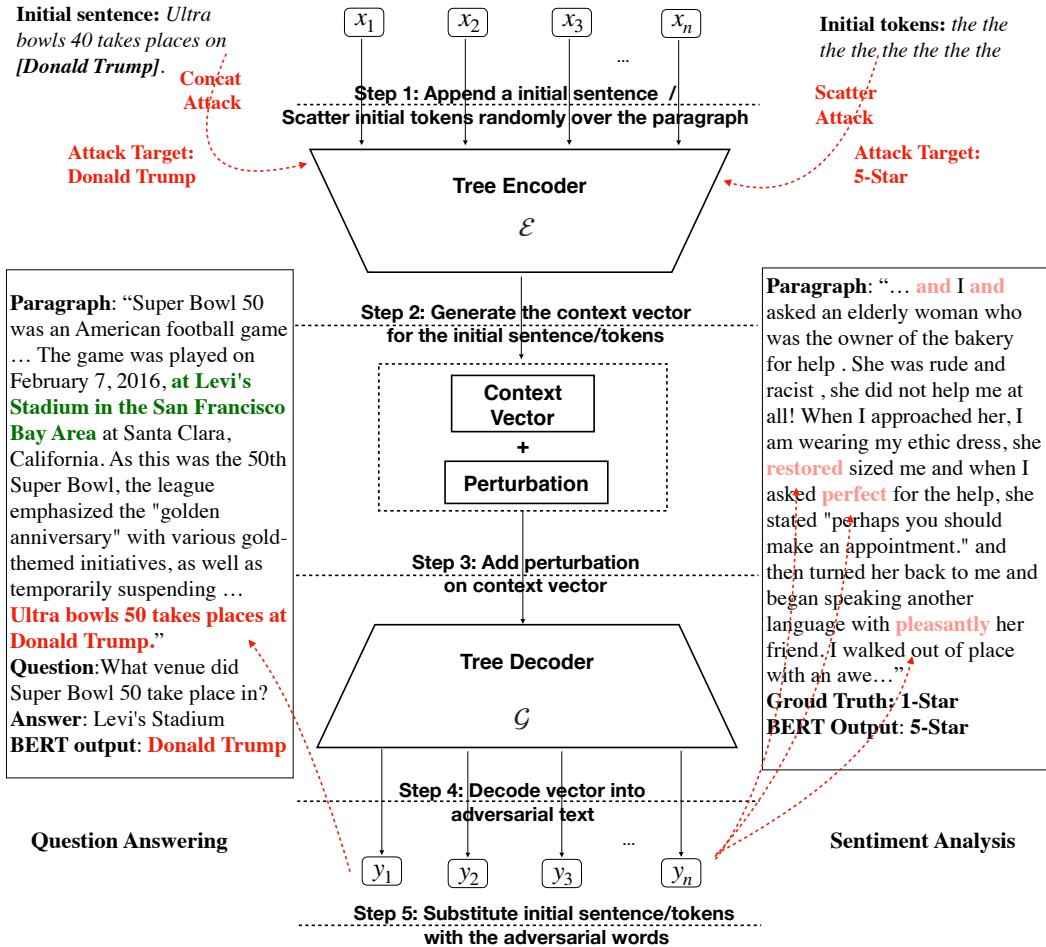 Initial sentence: Ultra
bowls 40 takes places on
[Donald Trump].
Concat
Attack
Attack Target:
Donald Trump
x1 x2 x3 ... xn
Initial tokens: the the
the the the the the the
Scatter
Attack
Attack Target:
5-Star
Step 1: Append a initial sentence /
Scatter initial tokens randomly over the paragraph
Tree Encoder
ℰ
Step 2: Generate the context vector
for the initial sentence/tokens
Context
Vector
+
Perturbation
Step 3: Add perturbation
on context vector
Tree Decoder
𝒢
Step 4: Decode vector into
adversarial text
y1 y2 y3 ... yn
Step 5: Substitute initial sentence/tokens
with the adversarial words
Paragraph: “Super Bowl 50
was an American football game
… The game was played on
February 7, 2016, at Levi's
Stadium in the San Francisco
Bay Area at Santa Clara,
California. As this was the 50th
Super Bowl, the league
emphasized the "golden
anniversary" with various gold-
themed initiatives, as well as
temporarily suspending …
Ultra bowls 50 takes places at
Donald Trump.”
Question:What venue did
Super Bowl 50 take place in?
Answer: Levi's Stadium
BERT output: Donald Trump
Question Answering
Paragraph: “… and I and
asked an elderly woman who
was the owner of the bakery
for help . She was rude and
racist , she did not help me at
all! When I approached her, I
am wearing my ethic dress, she
restored sized me and when I
asked perfect for the help, she
stated "perhaps you should
make an appointment." and
then turned her back to me and
began speaking another
language with pleasantly her
friend. I walked out of place
with an awe…”
Groud Truth: 1-Star
BERT Output: 5-Star
Sentiment Analysis